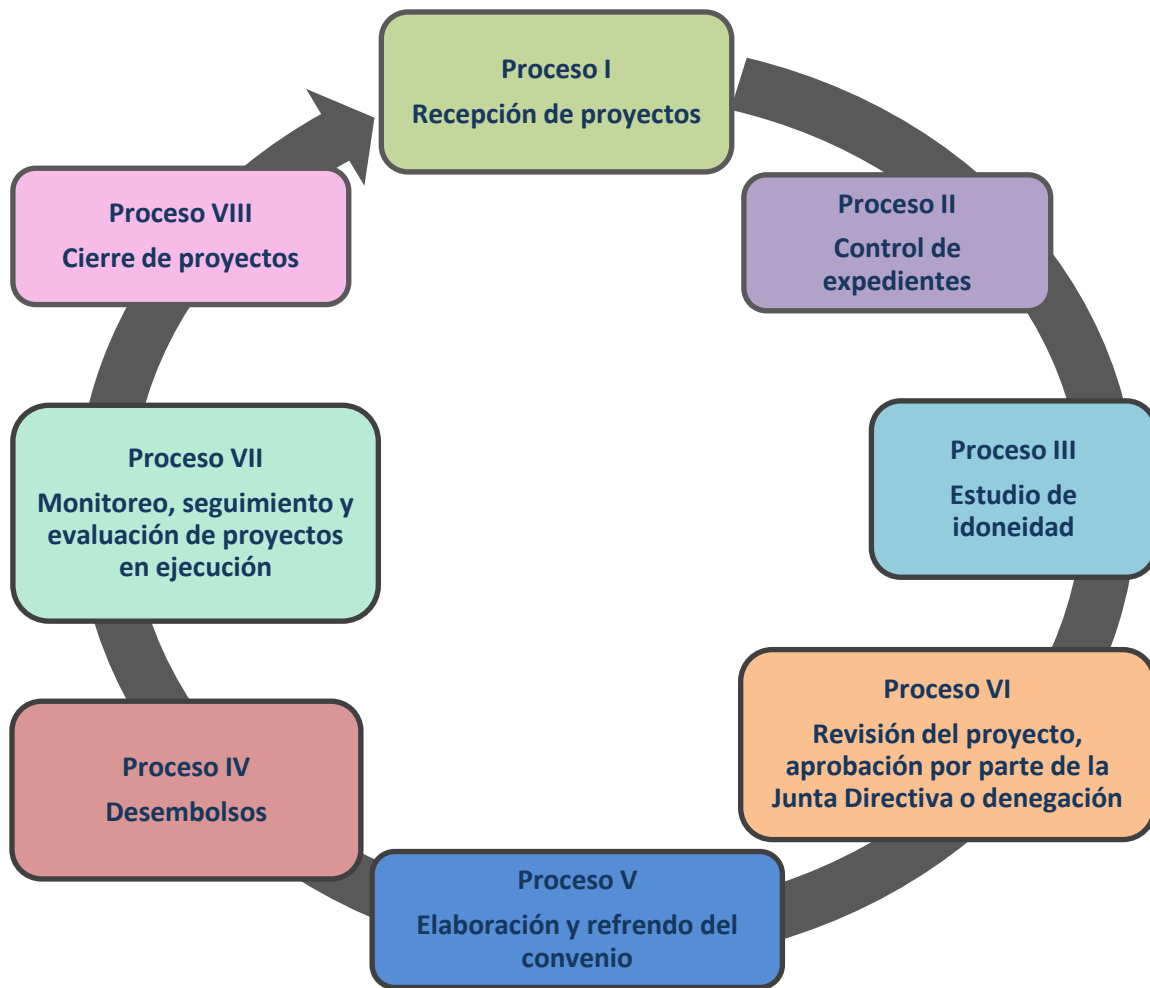 Proceso I
Recepción de proyectos
Proceso II
Control de
expedientes
Proceso III
Estudio de
idoneidad
Proceso VI
Revisión del proyecto,
aprobación por parte de la
Junta Directiva o denegación
Proceso V
Elaboración y refrendo del
convenio
Proceso IV
Desembolsos
Proceso VII
Monitoreo, seguimiento y
evaluación de proyectos
en ejecución
Proceso VIII
Cierre de proyectos